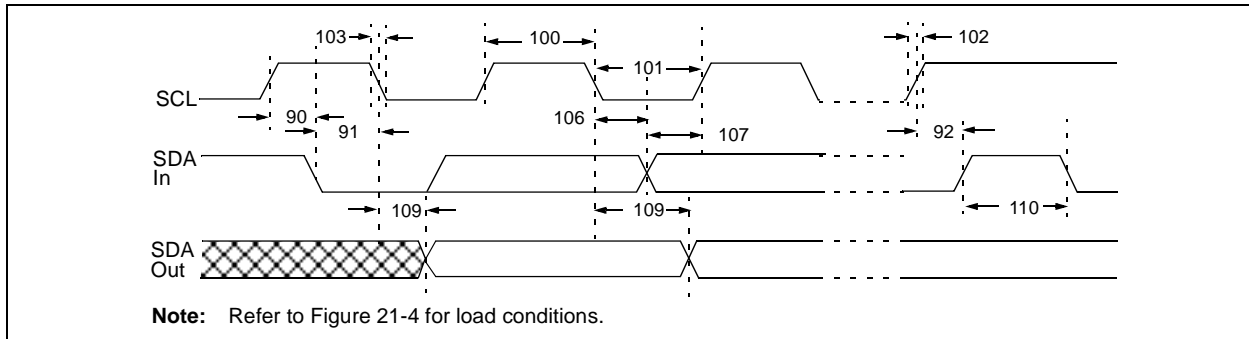 103
100
102
101
SCL
90
106
91
107
92
SDA
In
109
109
110
SDA
Out
Note: Refer to Figure 21-4 for load conditions.